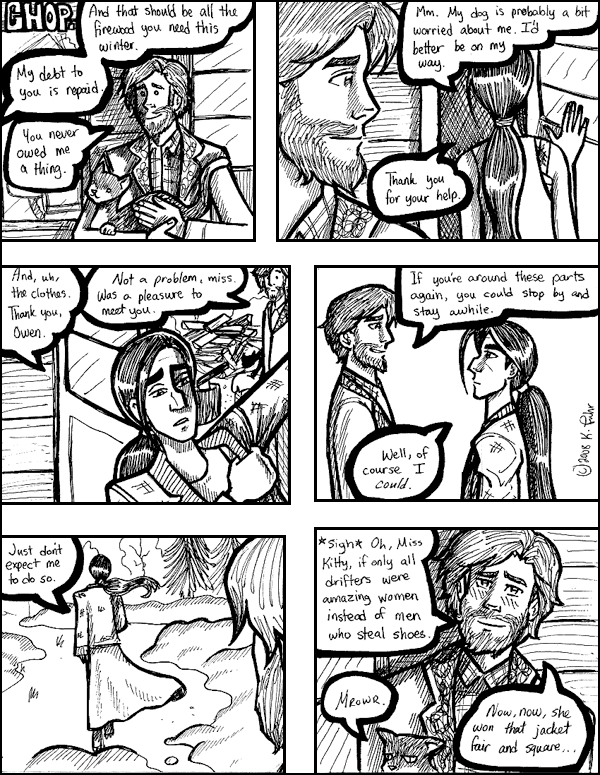 CHOP.
And that should be all the
firewood you need this
winter.
My debt to
you is repaid.
You never
owed me
a thing.
Mm. My dog is probably a bit
worried about me. I'd
better be on my
way.
Thank you
for your help.
And, uh,
the clothes.
Thank you,
Owen.
Not a problem, miss.
Was a pleasure to
meet you.
If you're around these parts
again, you could stop by and
stay awhile.
Well, of
course I
could.
©2008 K. Fuhr
Just don't
expect me
to do so.
*Sigh* Oh, Miss
Kitty, if only all
drifters were
amazing women
instead of men
who steal shoes.
Mrowr.
Now, now, she
won that jacket
fair and square...